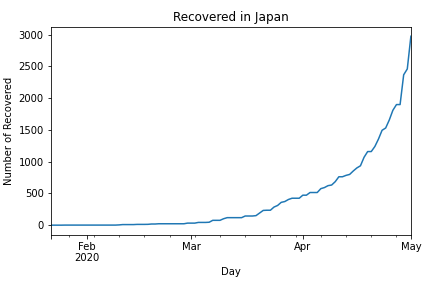 Recovered in Japan
Number of Recovered
3000
2500
2000
1500
1000
500
0
Feb
2020
Mar
Apr
May
Day